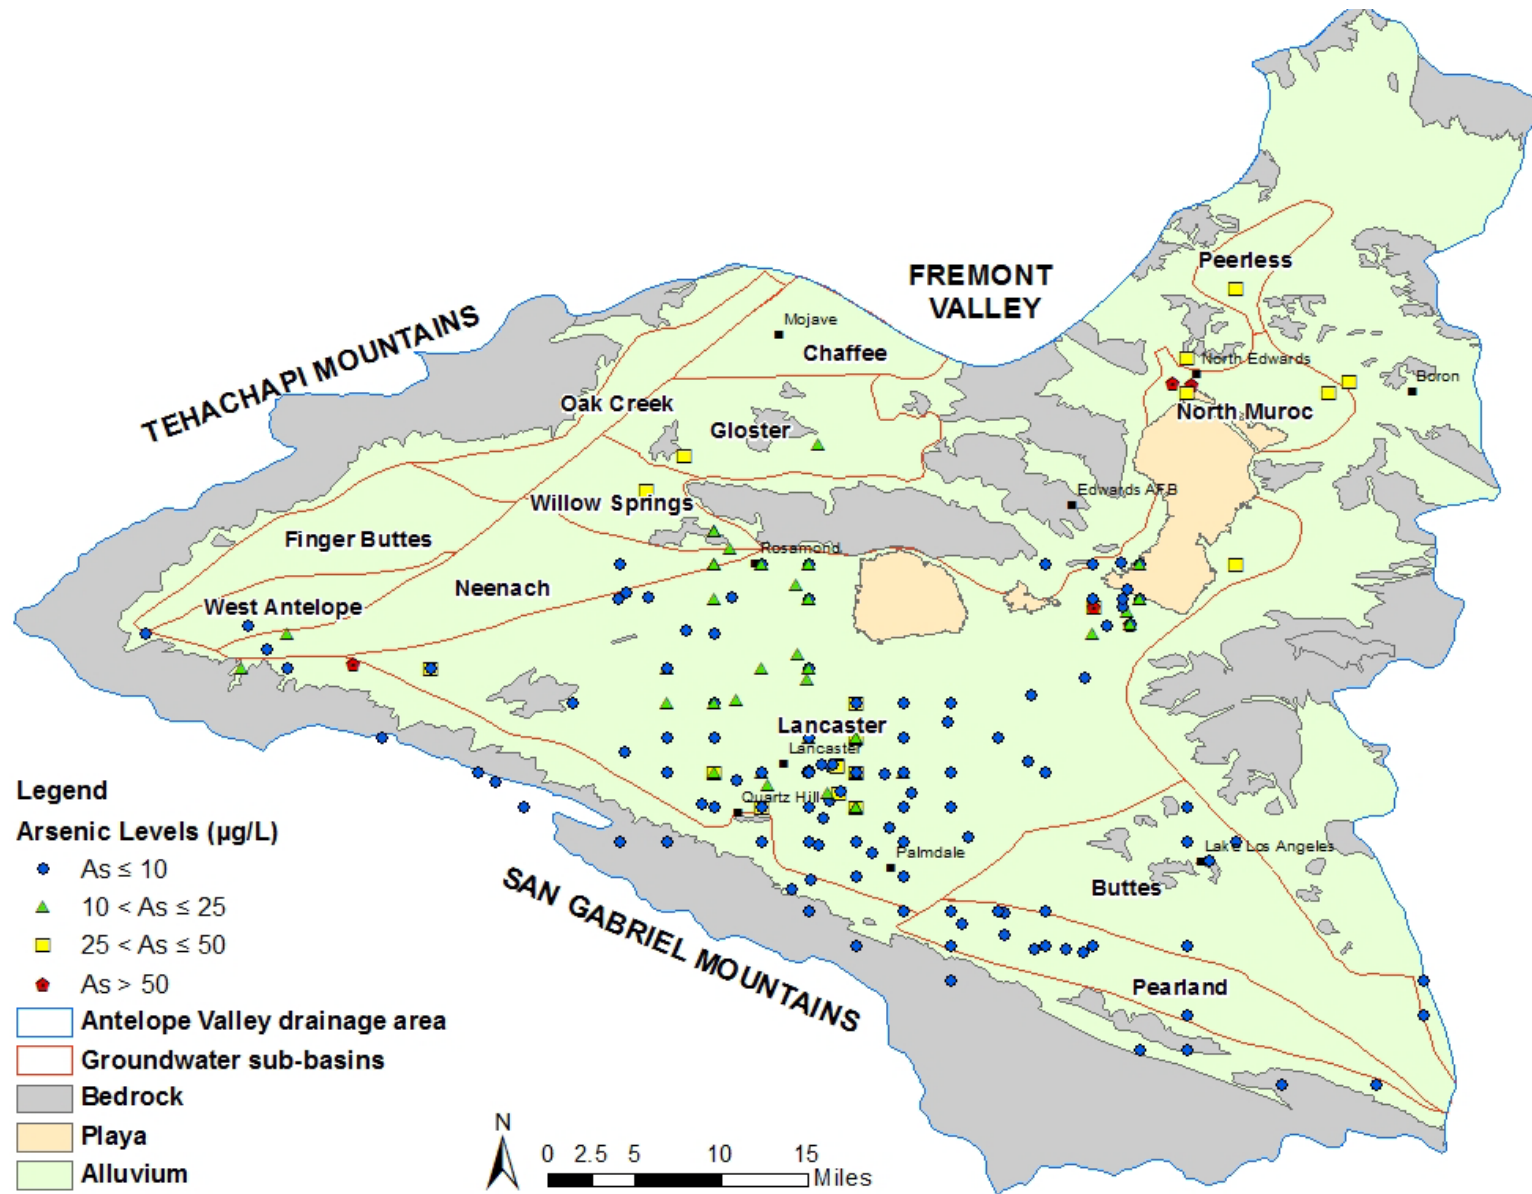 FREMONT
VALLEY
Peerless
TEHACHAPI MOUNTAINS
Mojave
Chaffee
North Edwards
Boron
Oak Creek
North Muroc
Gloster
Edwards AFB
Willow Springs
Finger Buttes
Rosamond
Neenach
West Antelope
Lancaster
Lancaster
Quartz Hill
Palmdale
Lake Los Angeles
Buttes
SAN GABRIEL MOUNTAINS
Pearland
Legend
Arsenic Levels (µg/L)
As ≤ 10
10 < As ≤ 25
25 < As ≤ 50
As > 50
Antelope Valley drainage area
Groundwater sub-basins
Bedrock
Playa
Alluvium
N
0 2.5 5 10 15
Miles